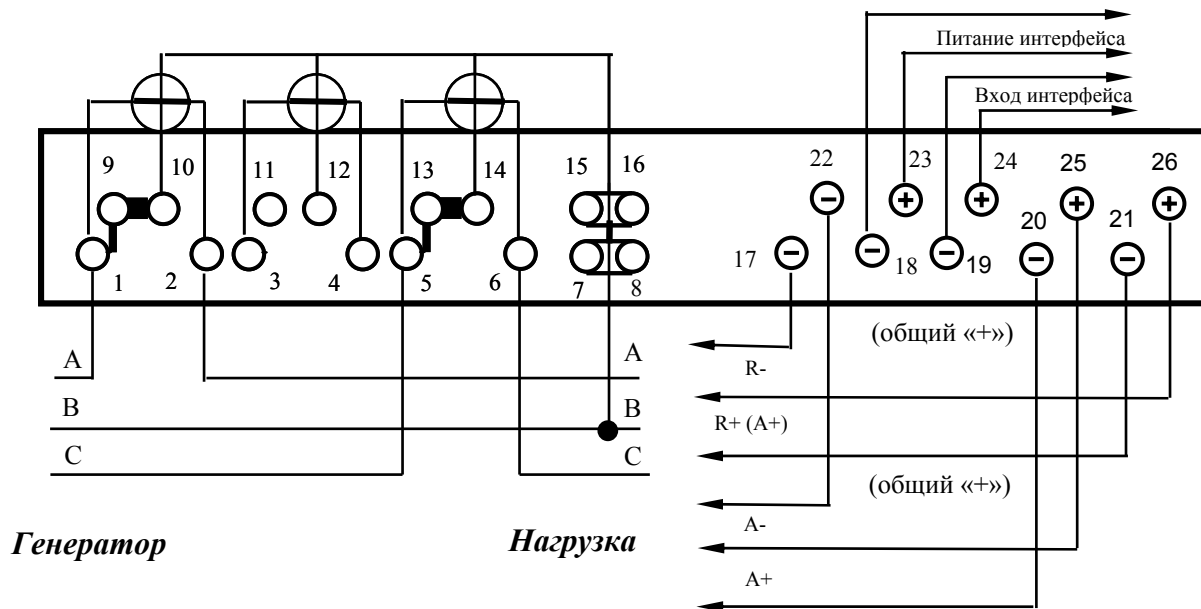 Питание интерфейса
Вход интерфейса
9 10 11 12 13 14 15 16 22 23 24 25 26
1 2 3 4 5 6 7 8 17 18 19 20 21
(общий «+»)
A A
R-
B B
R+ (A+)
C C
(общий «+»)
A-
Генератор Нагрузка
A+